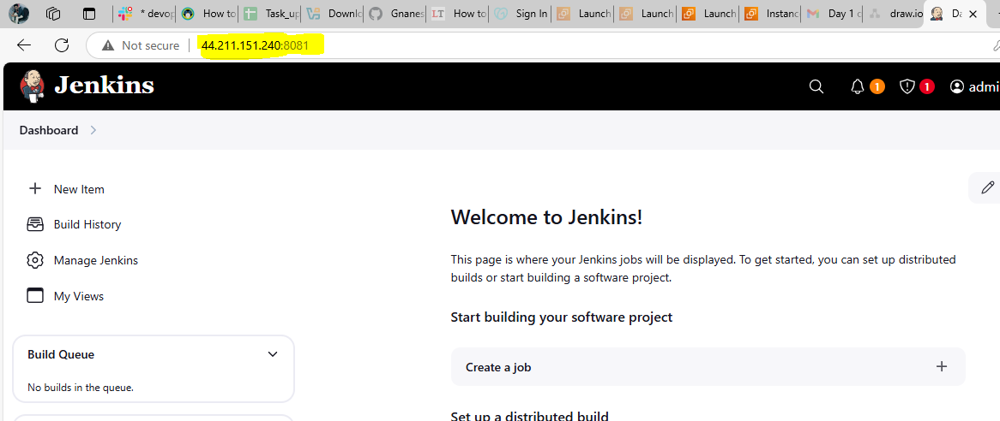 * devop
How to
Task_up
Downlo
Gnanes
LT
How to
Sign In
Launch
Launch
Launch
Instanc
Day 1 c
draw.io
Da
Not secure
44.211.151.240:8081
Jenkins
1
1
admi
Dashboard
New Item
Build History
Manage Jenkins
My Views
Build Queue
No builds in the queue.
Welcome to Jenkins!
This page is where your Jenkins jobs will be displayed. To get started, you can set up distributed
builds or start building a software project.
Start building your software project
Create a job
Set up a distributed build